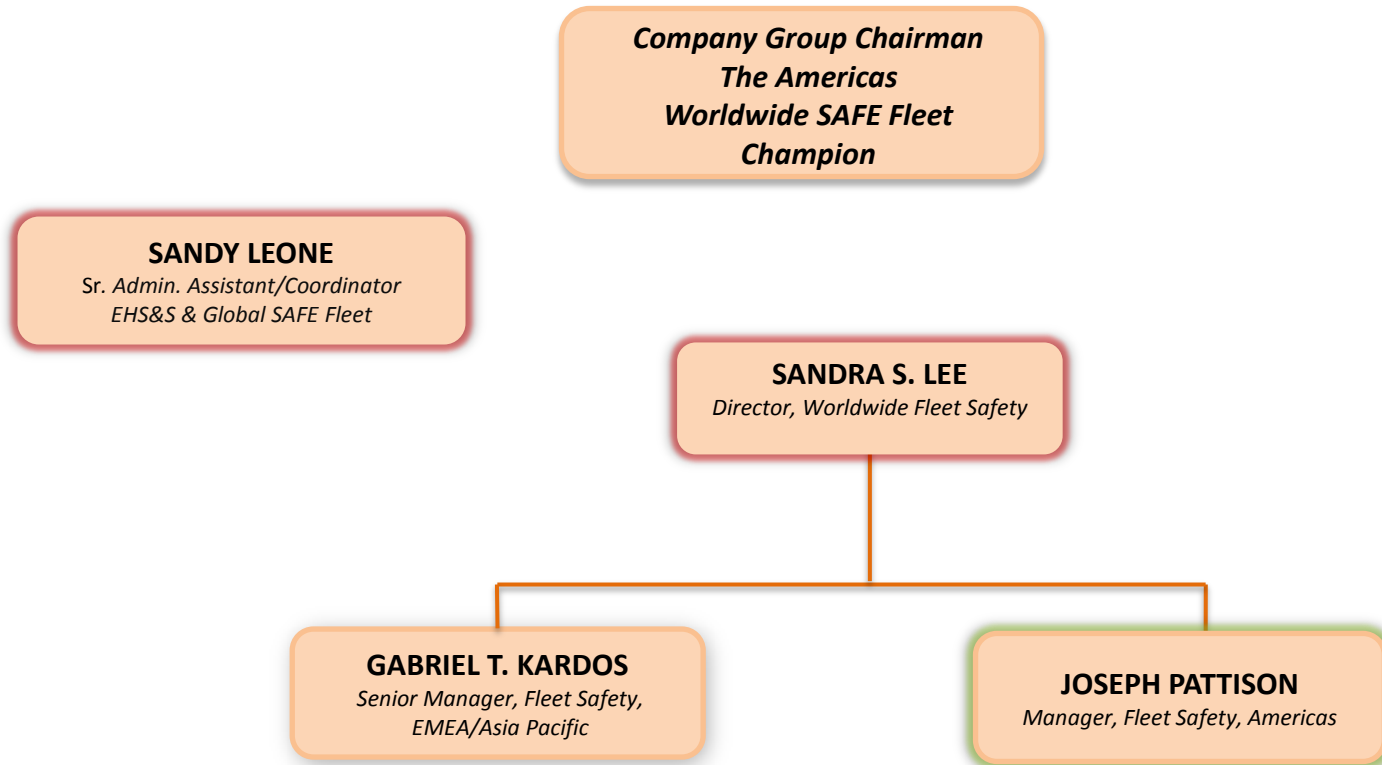 Company Group Chairman
The Americas
Worldwide SAFE Fleet
Champion
SANDY LEONE
Sr. Admin. Assistant/Coordinator
EHS&S & Global SAFE Fleet
SANDRA S. LEE
Director, Worldwide Fleet Safety
GABRIEL T. KARDOS
Senior Manager, Fleet Safety,
EMEA/Asia Pacific
JOSEPH PATTISON
Manager, Fleet Safety, Americas